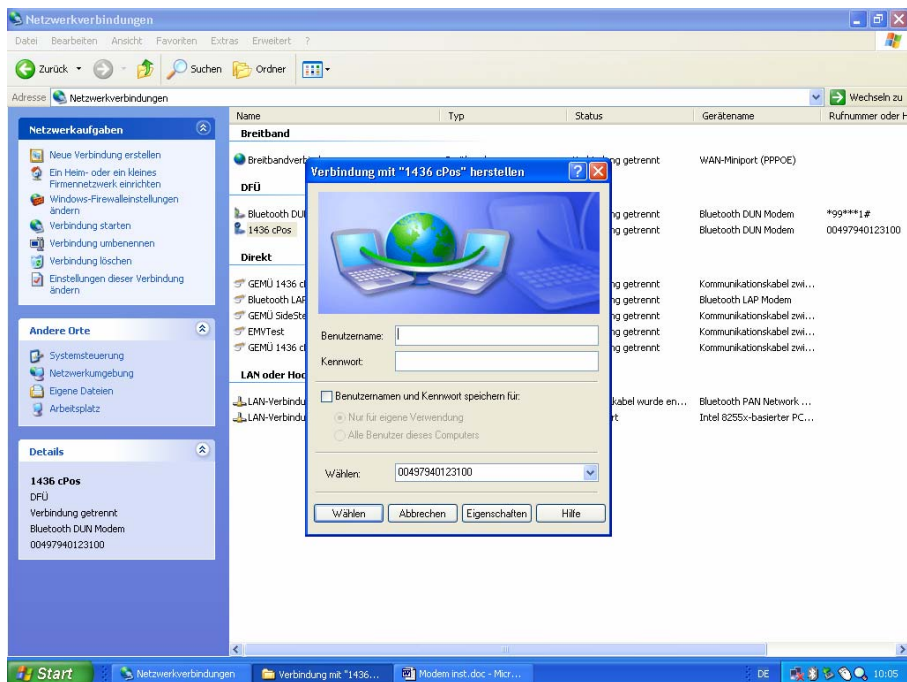 Netzwerkverbindungen
Datei Bearbeiten Ansicht Favoriten Extras Erweitert ?
Zurück Suchen Ordner
Adresse Netzwerkverbindungen Wechseln zu
Netzwerkaufgaben
Neue Verbindung erstellen
Ein Heim- oder ein kleines
Firmennetzwerk einrichten
Windows-Firewalleinstellungen
ändern
Verbindung starten
Verbindung umbenennen
Verbindung löschen
Einstellungen dieser Verbindung
ändern
Andere Orte
Systemsteuerung
Netzwerkumgebung
Eigene Dateien
Arbeitsplatz
Details
1436 cPos
DFÜ
Verbindung getrennt
Bluetooth DUN Modem
00497940123100
Name Typ Status Gerätename Rufnummer oder H
Breitband
Breitbandverb ng getrennt WAN-Miniport (PPPOE)
DFÜ
Bluetooth DUN ng getrennt Bluetooth DUN Modem *99***1#
1436 cPos ng getrennt Bluetooth DUN Modem 00497940123100
Direkt
GEMÜ 1436 c ng getrennt Kommunikationskabel zwi...
Bluetooth LAP ng getrennt Bluetooth LAP Modem
GEMÜ SideSte ng getrennt Kommunikationskabel zwi...
EMVTest ng getrennt Kommunikationskabel zwi...
GEMÜ 1436 c ng getrennt Kommunikationskabel zwi...
LAN oder Hoc
LAN-Verbindu kabel wurde en... Bluetooth PAN Network ...
LAN-Verbindu rt Intel 8255x-basierter PC...
Verbindung mit "1436 cPos" herstellen
Benutzername:
Kennwort:
Benutzernamen und Kennwort speichern für:
Nur für eigene Verwendung
Alle Benutzer dieses Computers
Wählen: 00497940123100
Wählen Abbrechen Eigenschaften Hilfe
Start Netzwerkverbindungen Verbindung mit "1436... Modem inst.doc - Micr... DE 10:05